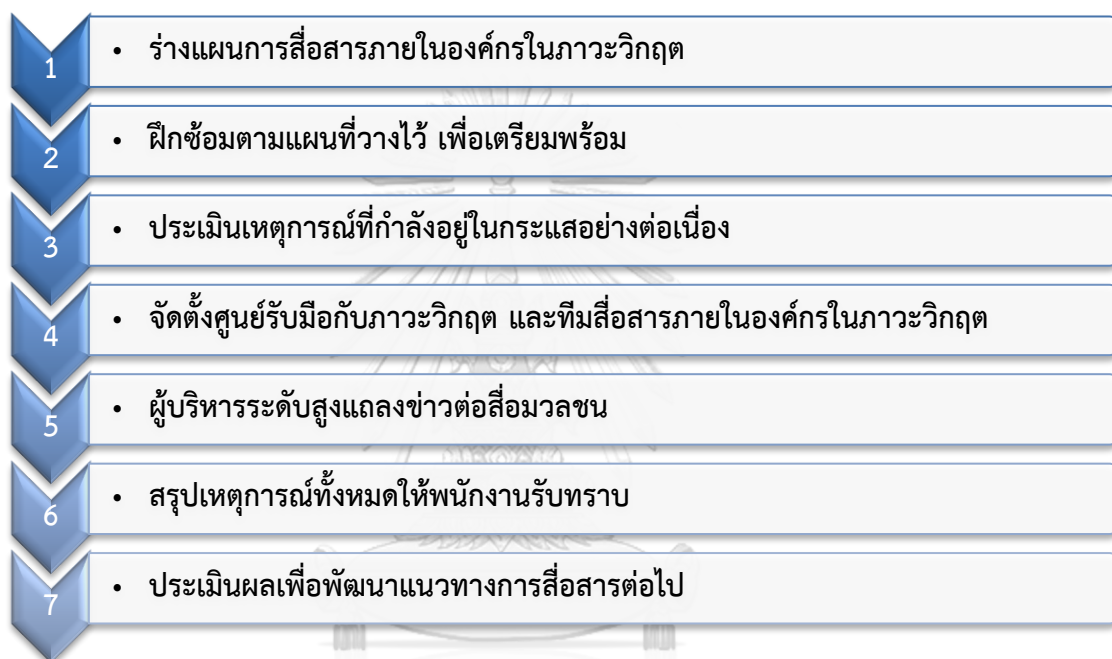 1 • ร่างแผนการสื่อสารภายในองค์กรในภาวะวิกฤต
2 • ฝึกซ้อมตามแผนที่วางไว้ เพื่อเตรียมพร้อม
3 • ประเมินเหตุการณ์ที่กำลังอยู่ในกระแสอย่างต่อเนื่อง
4 • จัดตั้งศูนย์รับมือกับภาวะวิกฤต และทีมสื่อสารภายในองค์กรในภาวะวิกฤต
5 • ผู้บริหารระดับสูงแถลงข่าวต่อสื่อมวลชน
6 • สรุปเหตุการณ์ทั้งหมดให้พนักงานรับทราบ
7 • ประเมินผลเพื่อพัฒนาแนวทางการสื่อสารต่อไป